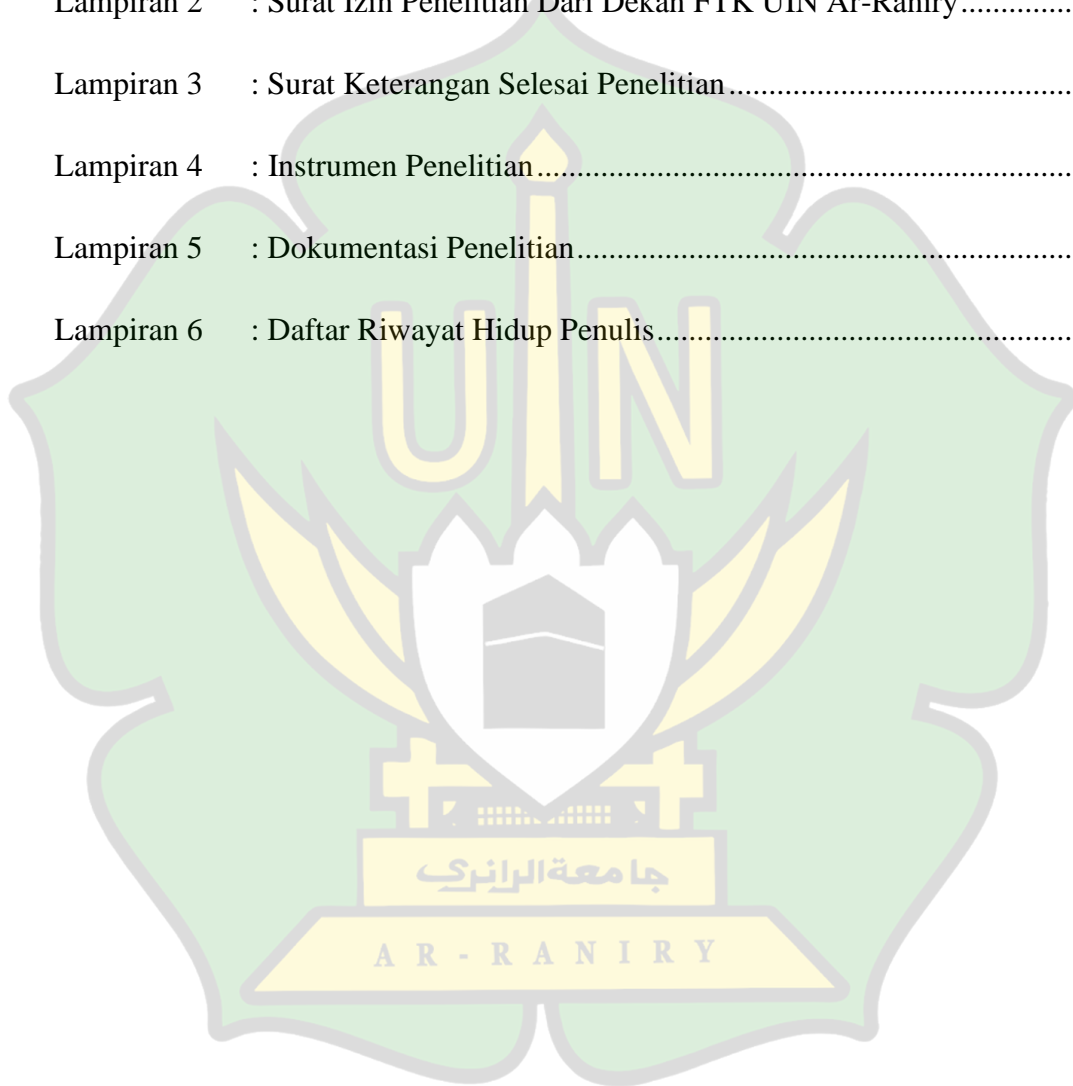 Lampiran 2 : Surat Izin Penelitian Dari Dekan FTK UIN Ar-Raniry..............
Lampiran 3 : Surat Keterangan Selesai Penelitian...........................................
Lampiran 4 : Instrumen Penelitian...................................................................
Lampiran 5 : Dokumentasi Penelitian..............................................................
Lampiran 6 : Daftar Riwayat Hidup Penulis....................................................
UIN
جامعة الرانري
AR-RANIRY